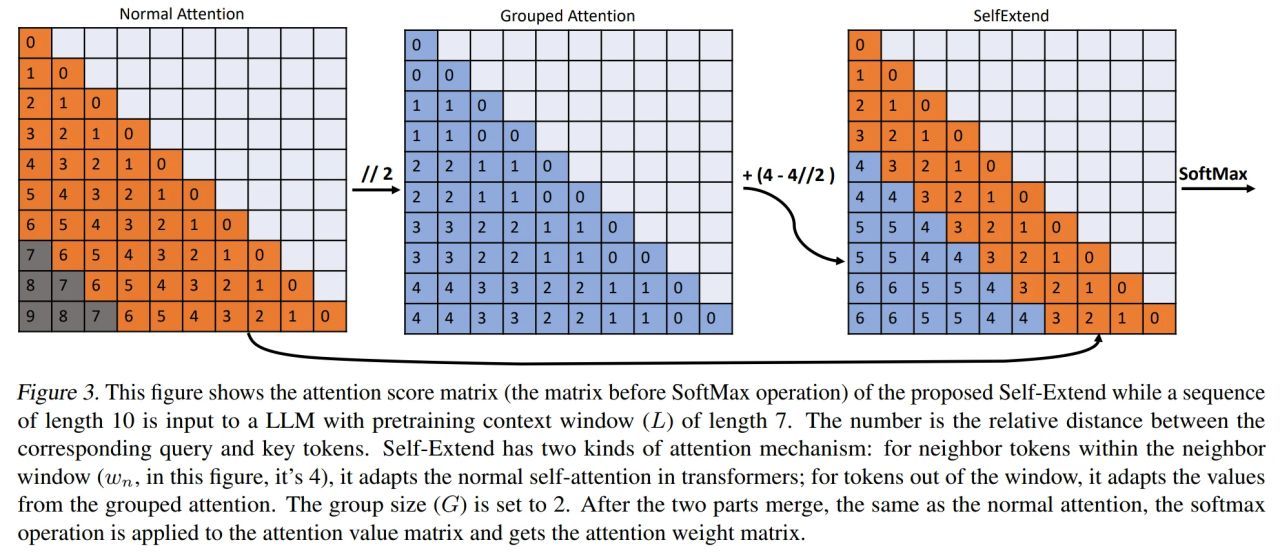 Normal Attention
Grouped Attention
SelfExtend
0
1 0
2 1 0
3 2 1 0
4 3 2 1 0
5 4 3 2 1 0
6 5 4 3 2 1 0
7 6 5 4 3 2 1 0
8 7 6 5 4 3 2 1 0
9 8 7 6 5 4 3 2 1 0
// 2
0
0 0
1 1 0
1 1 0 0
2 2 1 1 0
2 2 1 1 0 0
3 3 2 2 1 1 0
3 3 2 2 1 1 0 0
4 4 3 3 2 2 1 1 0
4 4 3 3 2 2 1 1 0 0
+ (4 - 4//2 )
0
1 0
2 1 0
3 2 1 0
4 3 2 1 0
4 4 3 2 1 0
5 5 4 3 2 1 0
5 5 4 4 3 2 1 0
6 6 5 5 4 3 2 1 0
6 6 5 5 4 4 3 2 1 0
SoftMax
Figure 3. This figure shows the attention score matrix (the matrix before SoftMax operation) of the proposed Self-Extend while a sequence
of length 10 is input to a LLM with pretraining context window (L) of length 7. The number is the relative distance between the
corresponding query and key tokens. Self-Extend has two kinds of attention mechanism: for neighbor tokens within the neighbor
window (wₙ, in this figure, it's 4), it adapts the normal self-attention in transformers; for tokens out of the window, it adapts the values
from the grouped attention. The group size (G) is set to 2. After the two parts merge, the same as the normal attention, the softmax
operation is applied to the attention value matrix and gets the attention weight matrix.